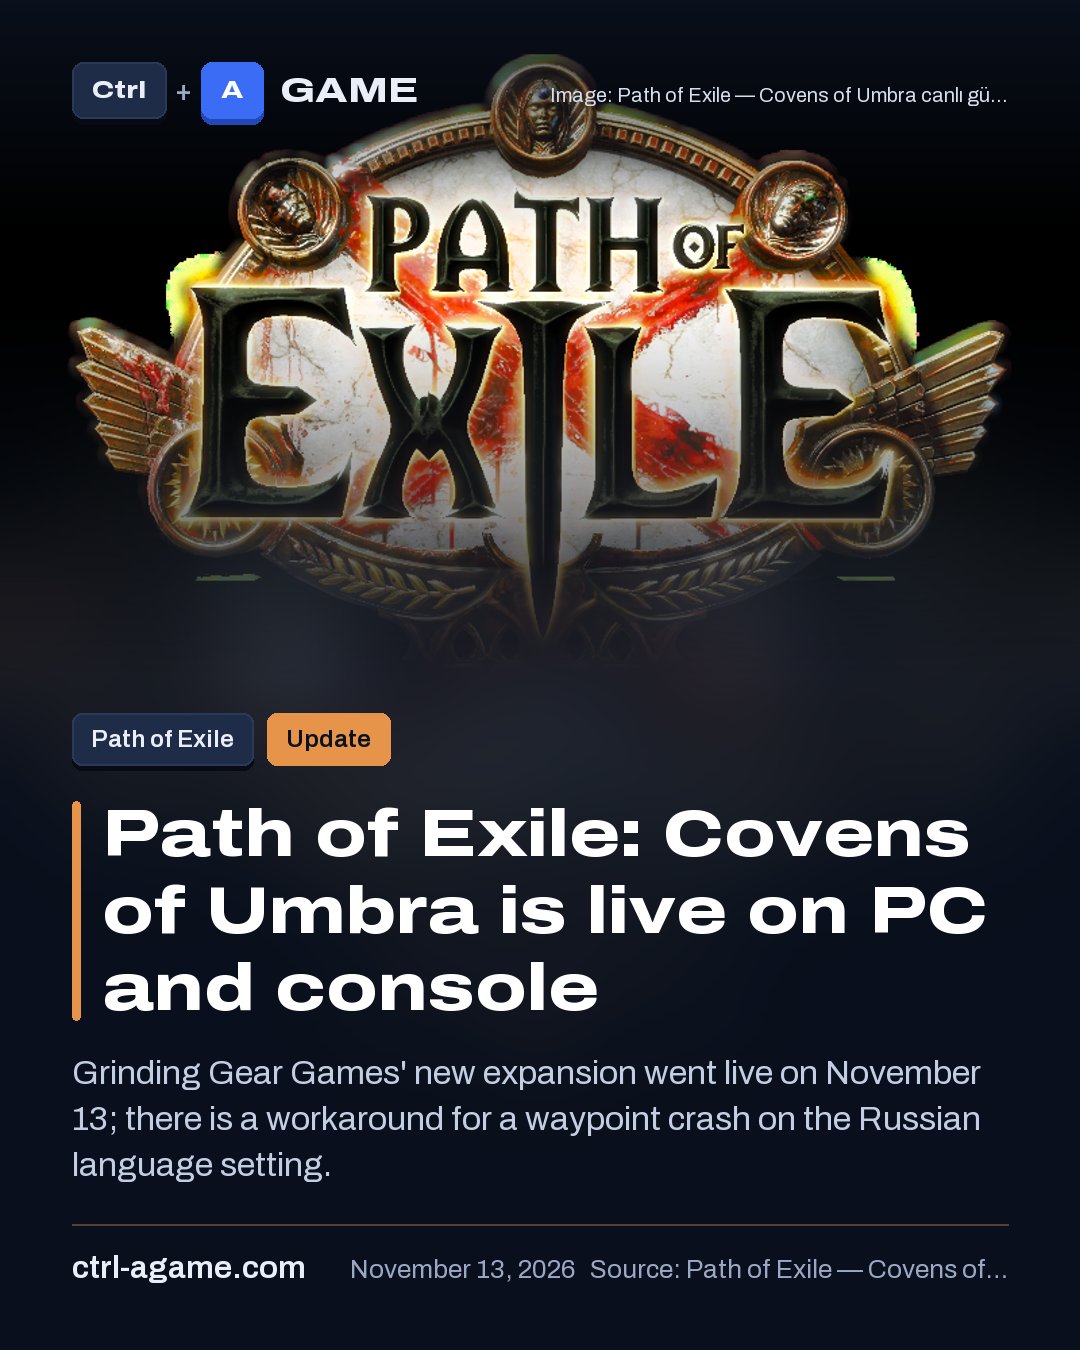 Ctrl + A GAME
Image: Path of Exile — Covens of Umbra canlı gü...
PATH OF
EXILE
Path of Exile
Update
Path of Exile: Covens
of Umbra is live on PC
and console
Grinding Gear Games' new expansion went live on November
13; there is a workaround for a waypoint crash on the Russian
language setting.
ctrl-agame.com
November 13, 2026 Source: Path of Exile — Covens of...